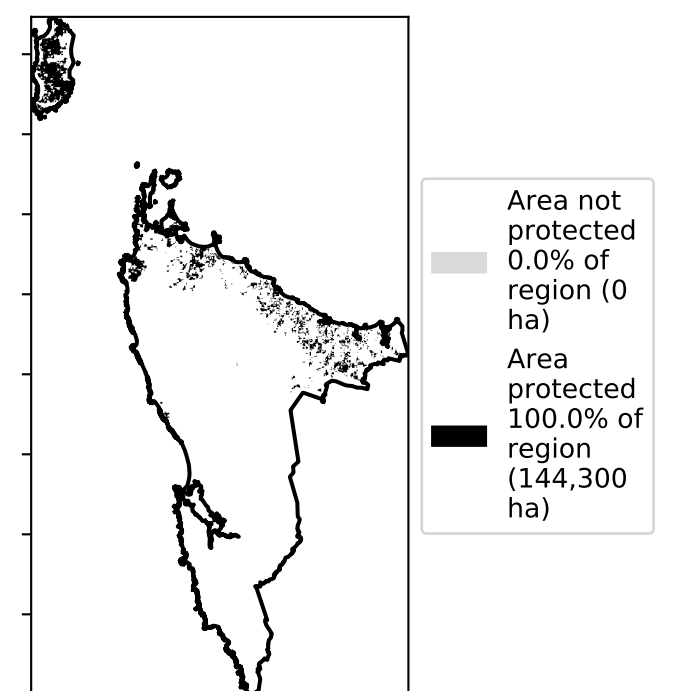 Area not
protected
0.0% of
region (0
ha)
Area
protected
100.0% of
region
(144,300
ha)